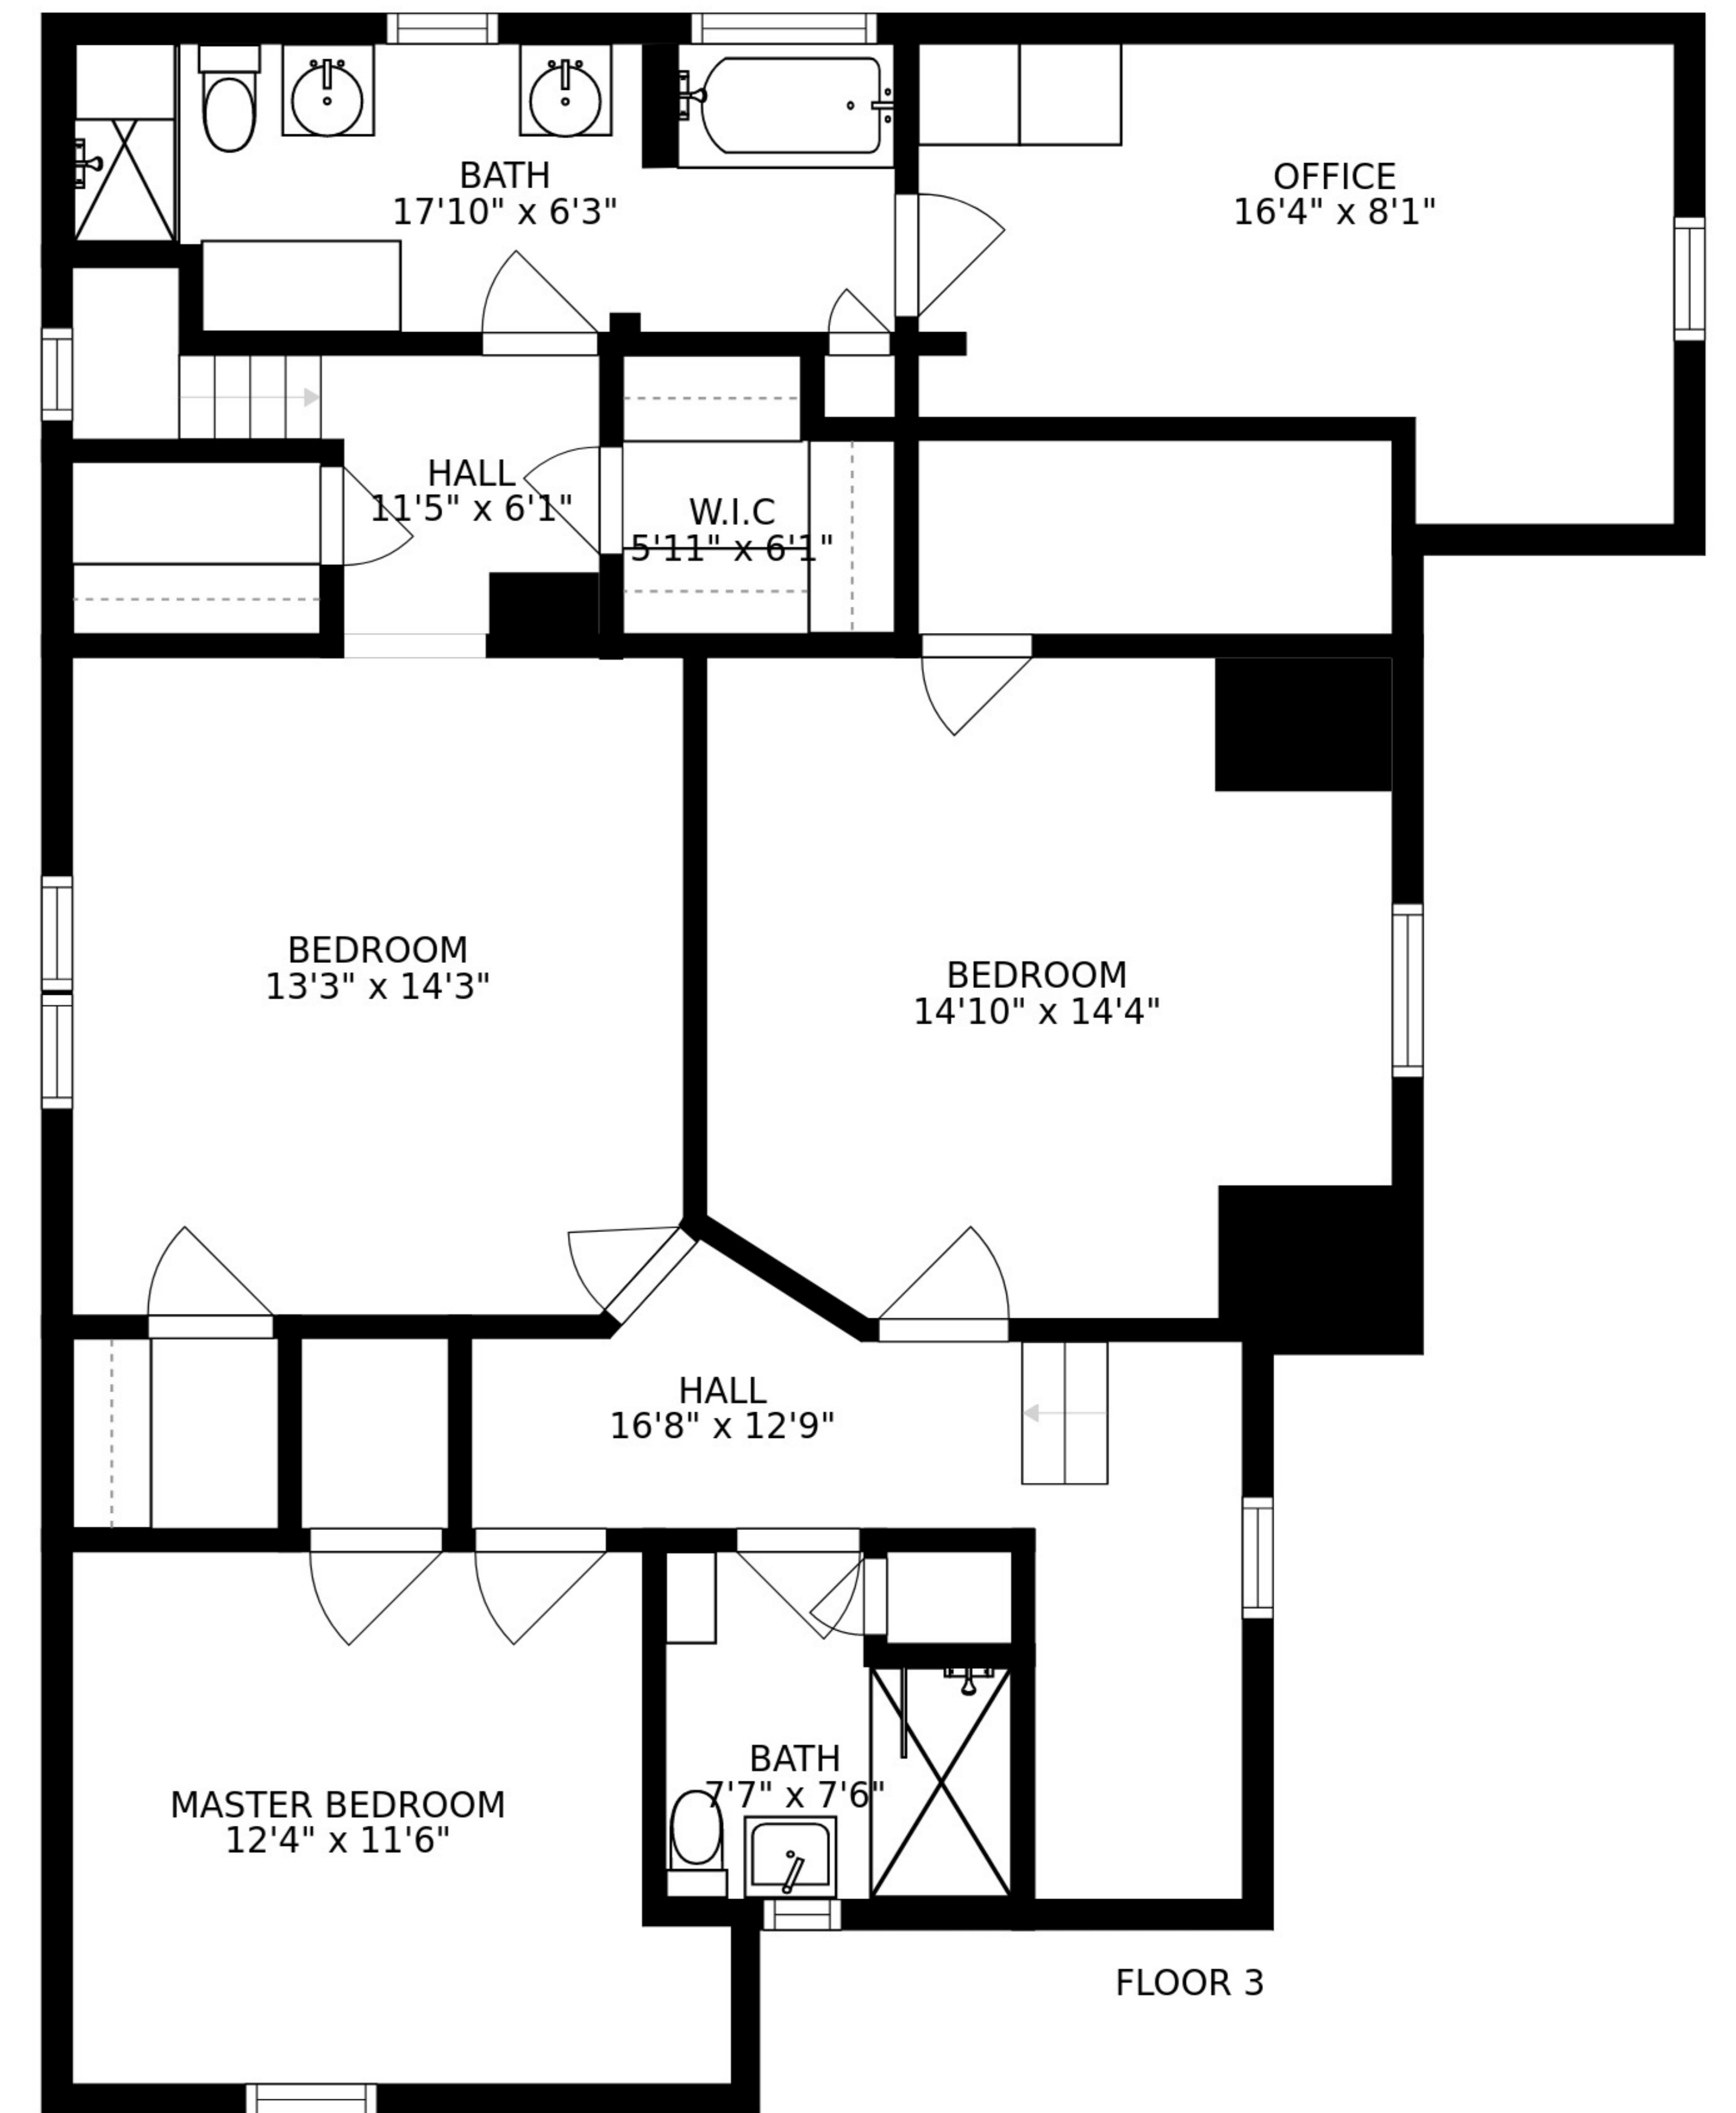 BATH
17'10" x 6'3"
OFFICE
16'4" x 8'1"
HALL
11'5" x 6'1"
W.I.C
5'11" x 6'1"
BEDROOM
13'3" x 14'3"
BEDROOM
14'10" x 14'4"
HALL
16'8" x 12'9"
BATH
7'7" x 7'6"
MASTER BEDROOM
12'4" x 11'6"
FLOOR 3